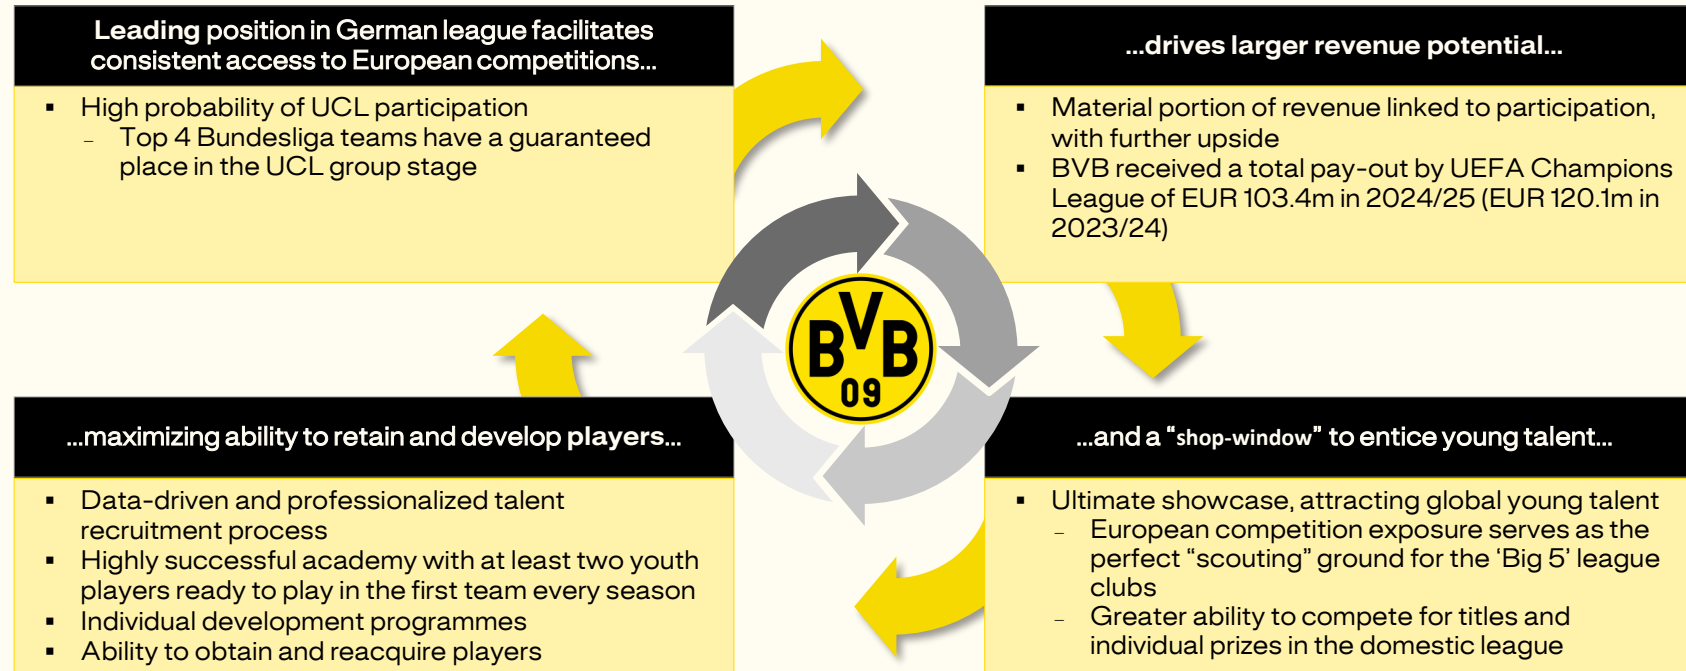 Leading position in German league facilitates
consistent access to European competitions...
▪ High probability of UCL participation
– Top 4 Bundesliga teams have a guaranteed
place in the UCL group stage
...drives larger revenue potential...
▪ Material portion of revenue linked to participation,
with further upside
▪ BVB received a total pay-out by UEFA Champions
League of EUR 103.4m in 2024/25 (EUR 120.1m in
2023/24)
BVB
09
...maximizing ability to retain and develop players...
▪ Data-driven and professionalized talent
recruitment process
▪ Highly successful academy with at least two youth
players ready to play in the first team every season
▪ Individual development programmes
▪ Ability to obtain and reacquire players
...and a “shop-window” to entice young talent...
▪ Ultimate showcase, attracting global young talent
– European competition exposure serves as the
perfect “scouting” ground for the ‘Big 5’ league
clubs
– Greater ability to compete for titles and
individual prizes in the domestic league